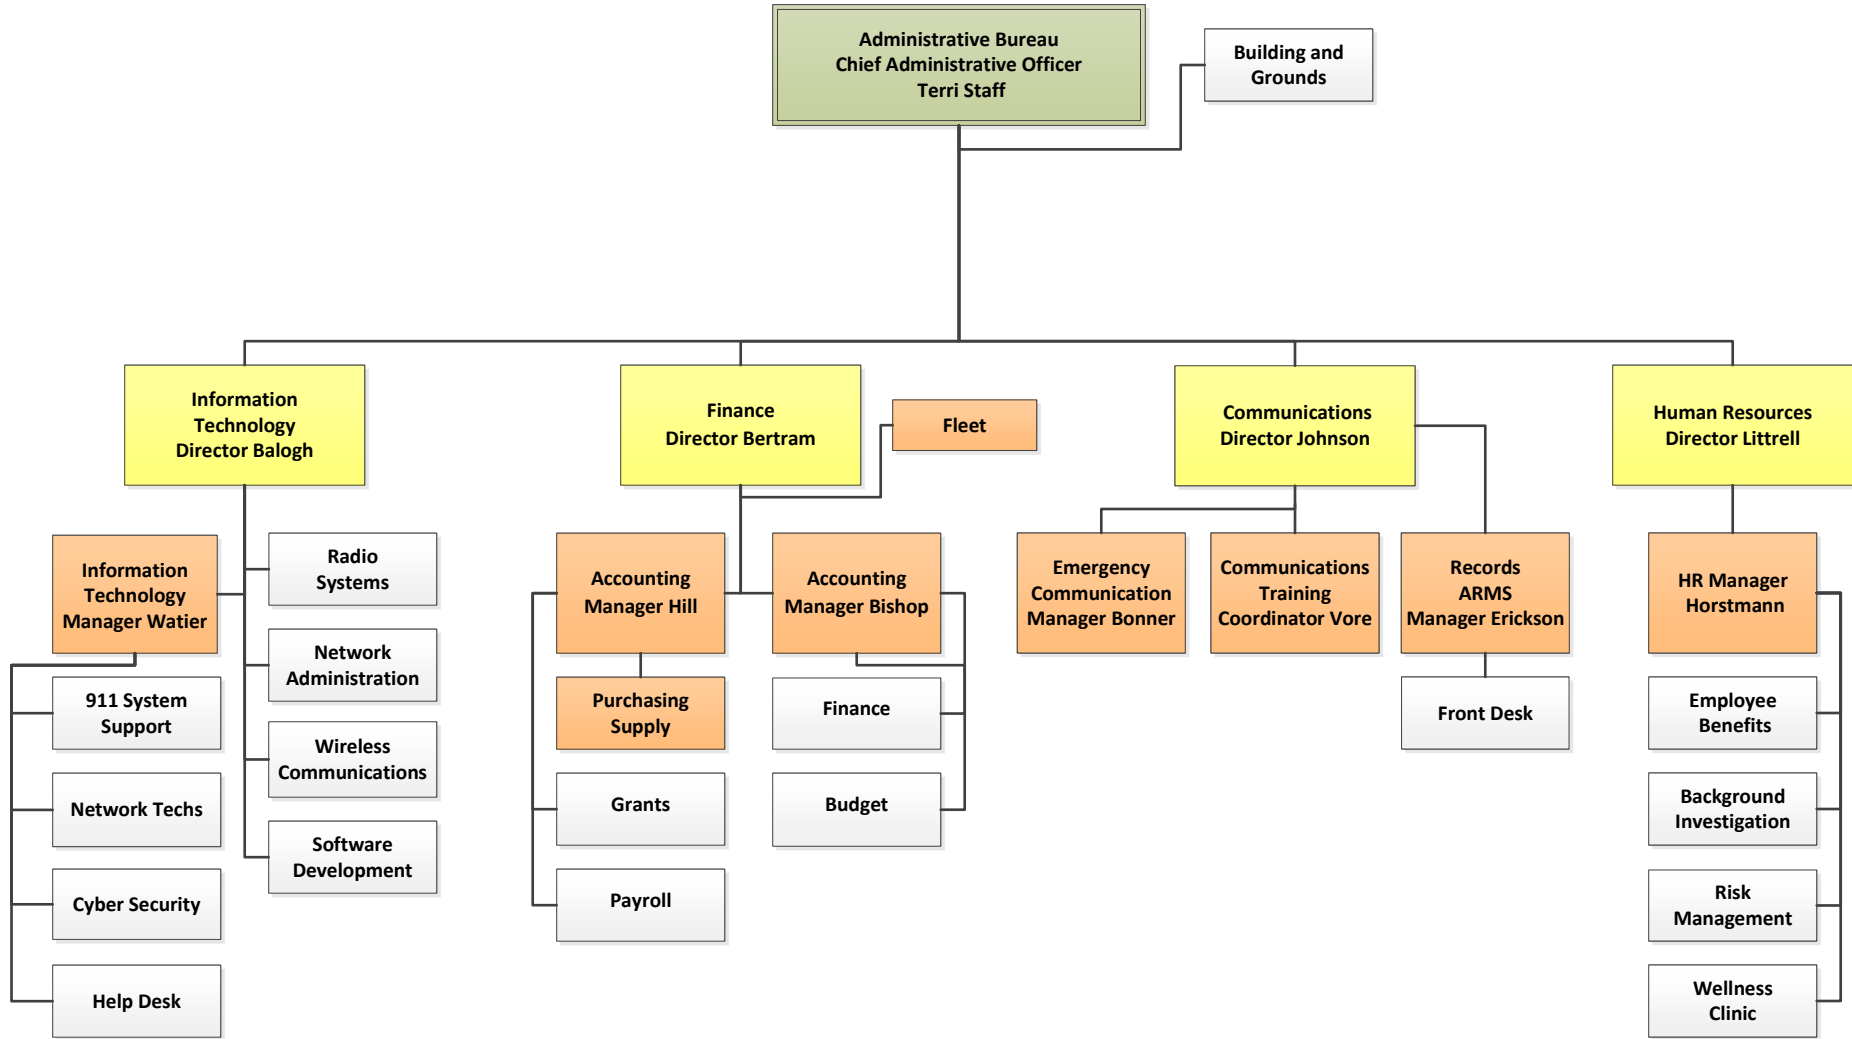 Administrative Bureau
Chief Administrative Officer
Terri Staff
Building and
Grounds
Information
Technology
Director Balogh
Finance
Director Bertram
Fleet
Communications
Director Johnson
Human Resources
Director Littrell
Information
Technology
Manager Watier
Radio
Systems
Network
Administration
Wireless
Communications
Software
Development
911 System
Support
Network Techs
Cyber Security
Help Desk
Accounting
Manager Hill
Purchasing
Supply
Grants
Payroll
Accounting
Manager Bishop
Finance
Budget
Emergency
Communication
Manager Bonner
Communications
Training
Coordinator Vore
Records
ARMS
Manager Erickson
Front Desk
HR Manager
Horstmann
Employee
Benefits
Background
Investigation
Risk
Management
Wellness
Clinic